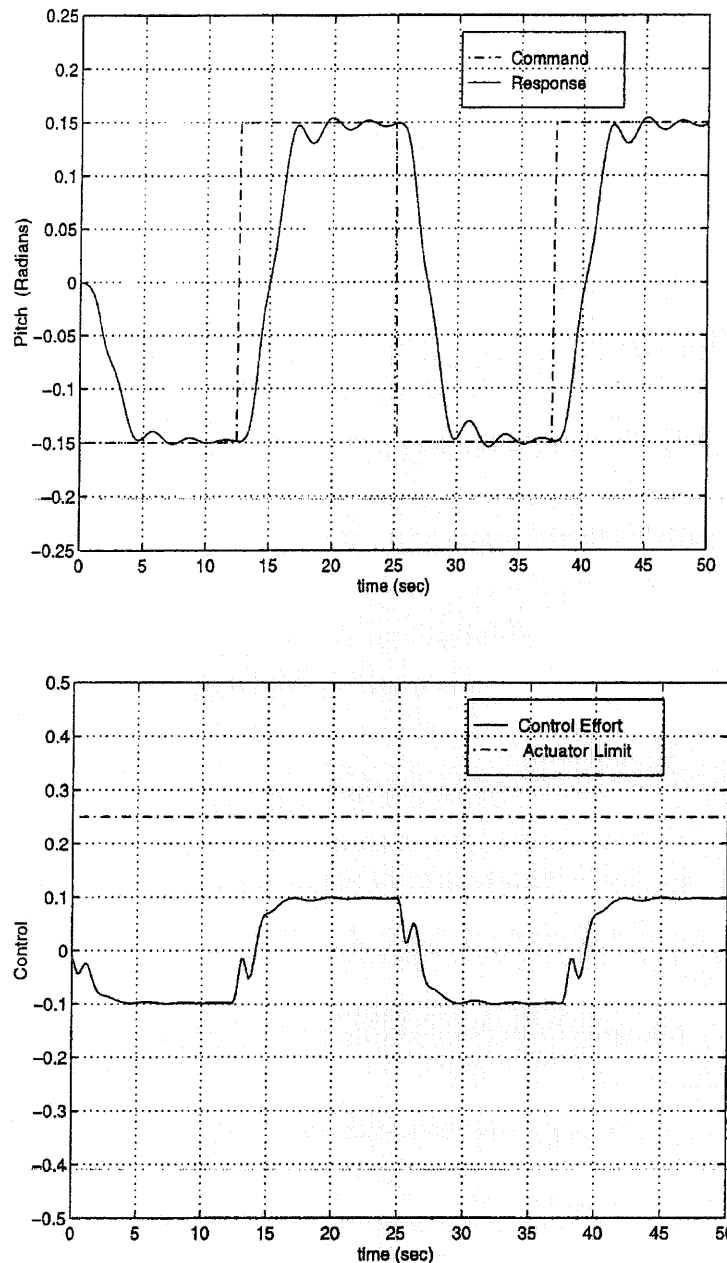 0.25
0.2
0.15
0.1
0.05
0
−0.05
−0.1
−0.15
−0.2
−0.25
Pitch (Radians)
Command
Response
0 5 10 15 20 25 30 35 40 45 50
time (sec)
0.5
0.4
0.3
0.2
0.1
0
−0.1
−0.2
−0.3
−0.4
−0.5
Control
Control Effort
Actuator Limit
0 5 10 15 20 25 30 35 40 45 50
time (sec)